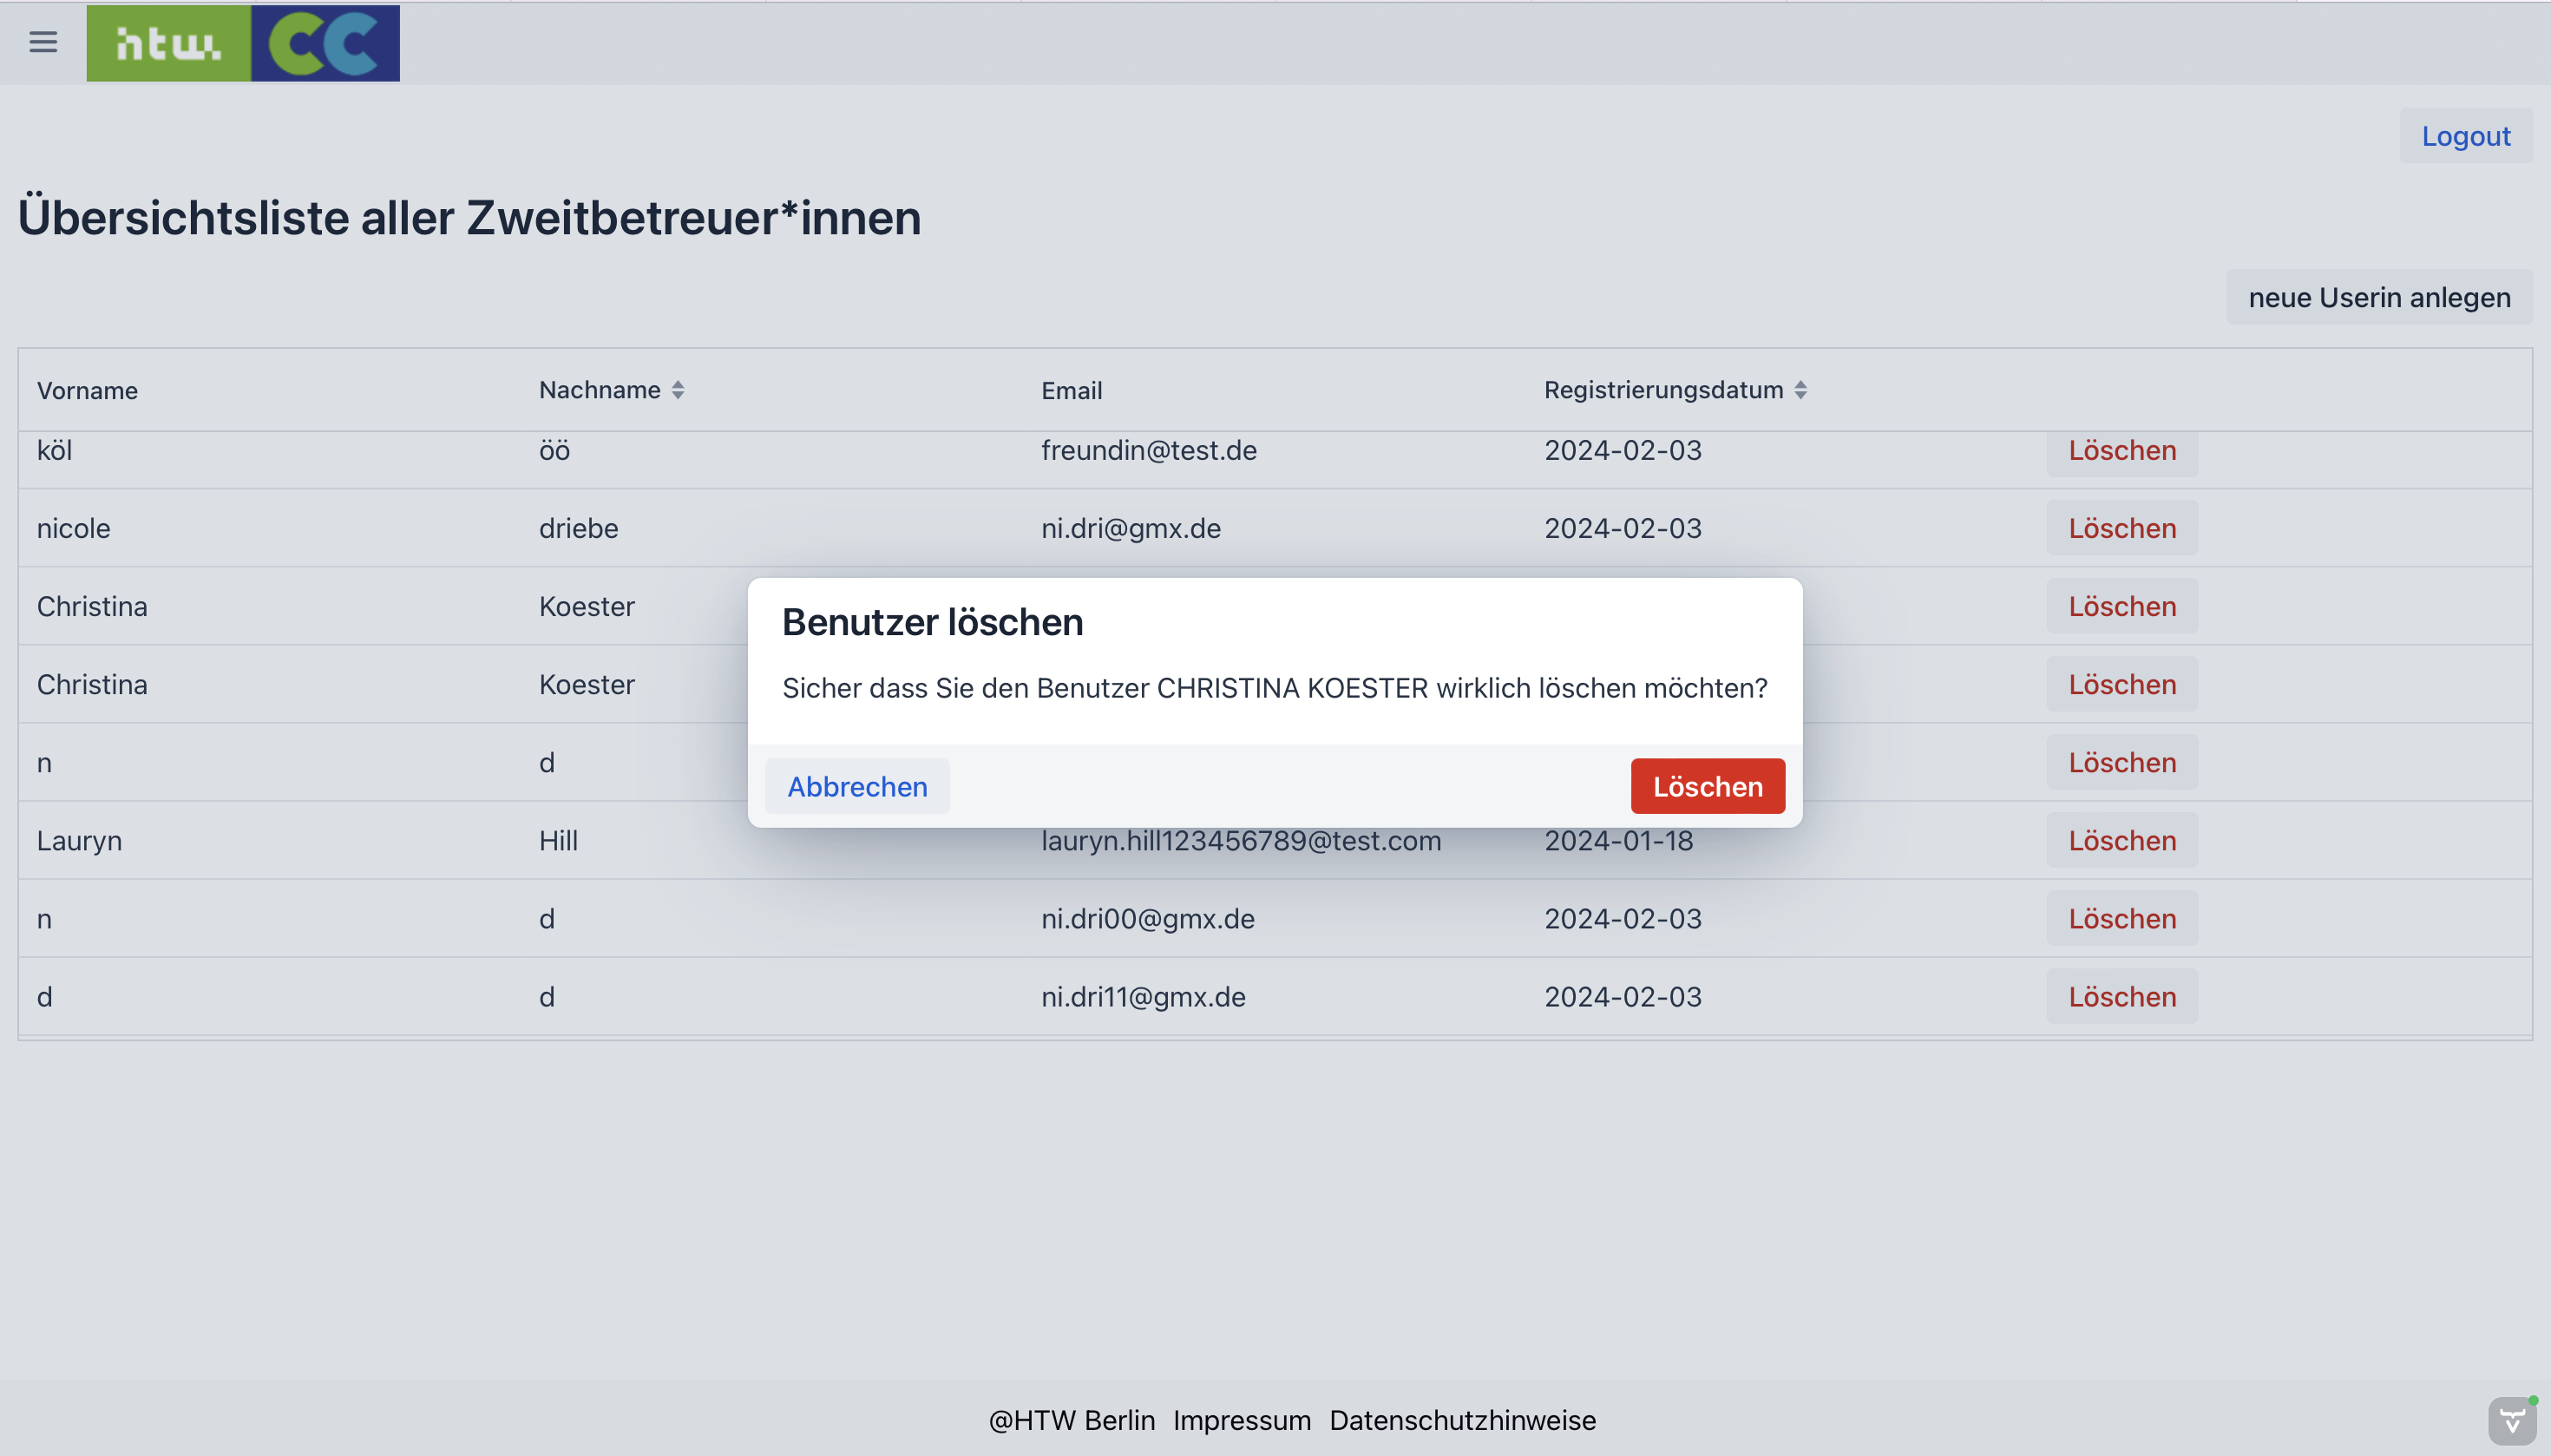 htw. CC
Logout
Übersichtsliste aller Zweitbetreuer*innen
neue Userin anlegen
Vorname Nachname Email Registrierungsdatum
köl öö freundin@test.de 2024-02-03 Löschen
nicole driebe ni.dri@gmx.de 2024-02-03 Löschen
Christina Koester Löschen
Christina Koester Löschen
n d Löschen
Benutzer löschen
Sicher dass Sie den Benutzer CHRISTINA KOESTER wirklich löschen möchten?
Abbrechen Löschen
Lauryn Hill lauryn.hill123456789@test.com 2024-01-18 Löschen
n d ni.dri00@gmx.de 2024-02-03 Löschen
d d ni.dri11@gmx.de 2024-02-03 Löschen
@HTW Berlin Impressum Datenschutzhinweise